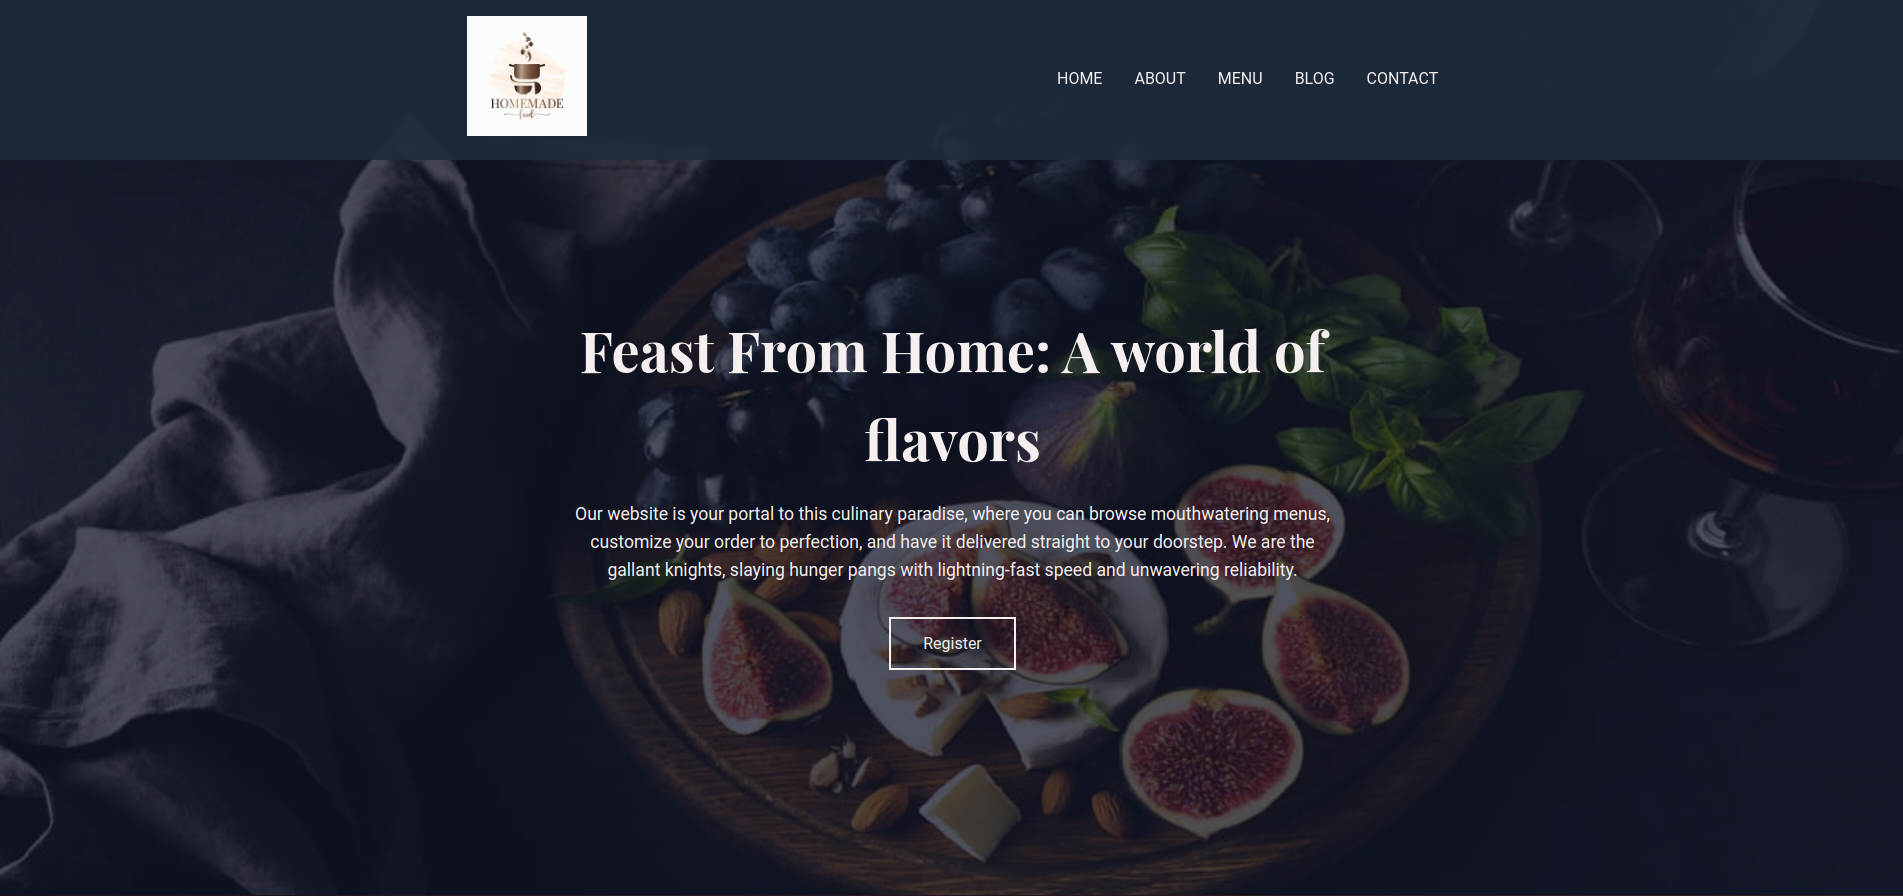 HOMEMADE
food
HOME ABOUT MENU BLOG CONTACT
Feast From Home: A world of
flavors
Our website is your portal to this culinary paradise, where you can browse mouthwatering menus,
customize your order to perfection, and have it delivered straight to your doorstep. We are the
gallant knights, slaying hunger pangs with lightning-fast speed and unwavering reliability.
Register